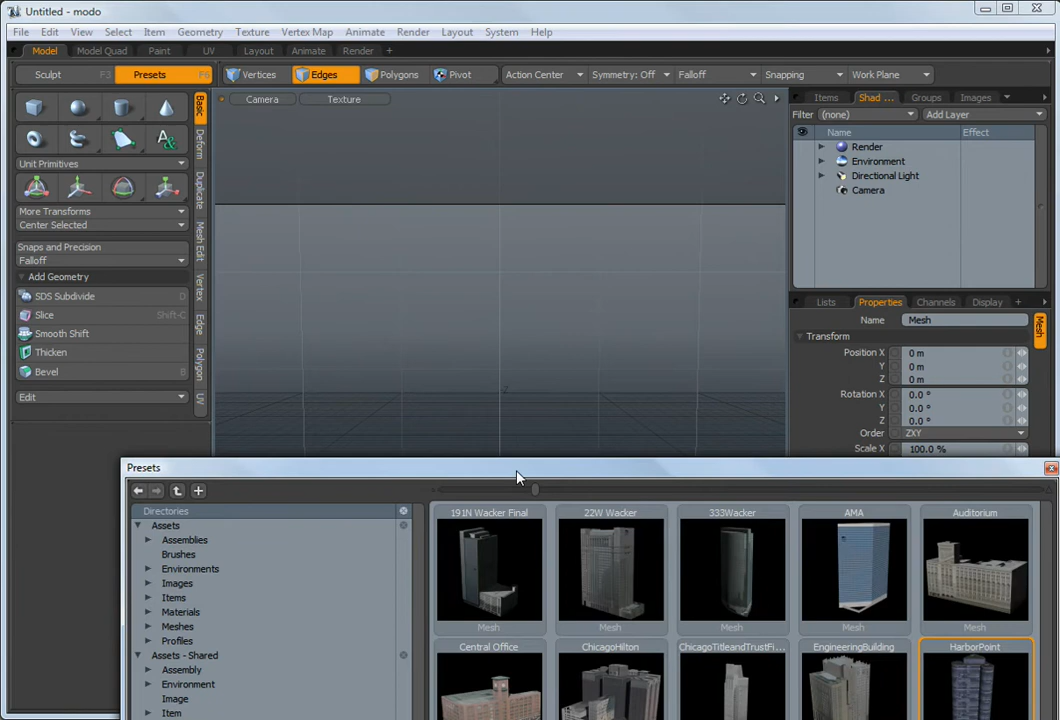 Untitled - modo
File Edit View Select Item Geometry Texture Vertex Map Animate Render Layout System Help
Model Model Quad Paint UV Layout Animate Render +
Sculpt F3 Presets F6 Vertices Edges Polygons Pivot Action Center Symmetry: Off Falloff Snapping Work Plane
Camera Texture
Items Shad ... Groups Images
Filter (none) Add Layer
Name Effect
Render
Environment
Directional Light
Camera
Basic
Deform
Duplicate
Mesh Edit
Vertex
Edge
Polygon
UV
Unit Primitives
More Transforms
Center Selected
Snaps and Precision
Falloff
Add Geometry
SDS Subdivide D
Slice Shift-C
Smooth Shift
Thicken
Bevel B
Edit
Lists Properties Channels Display +
Name Mesh
Mesh
Transform
Position X 0 m
Y 0 m
Z 0 m
Rotation X 0.0 °
Y 0.0 °
Z 0.0 °
Order ZXY
Scale X 100.0 %
Presets
Directories
Assets
Assemblies
Brushes
Environments
Images
Items
Materials
Meshes
Profiles
Assets - Shared
Assembly
Environment
Image
Item
191N Wacker Final 22W Wacker 333Wacker AMA Auditorium
Mesh Mesh Mesh Mesh Mesh
Central Office ChicagoHilton ChicagoTitleandTrustFi... EngineeringBuilding HarborPoint